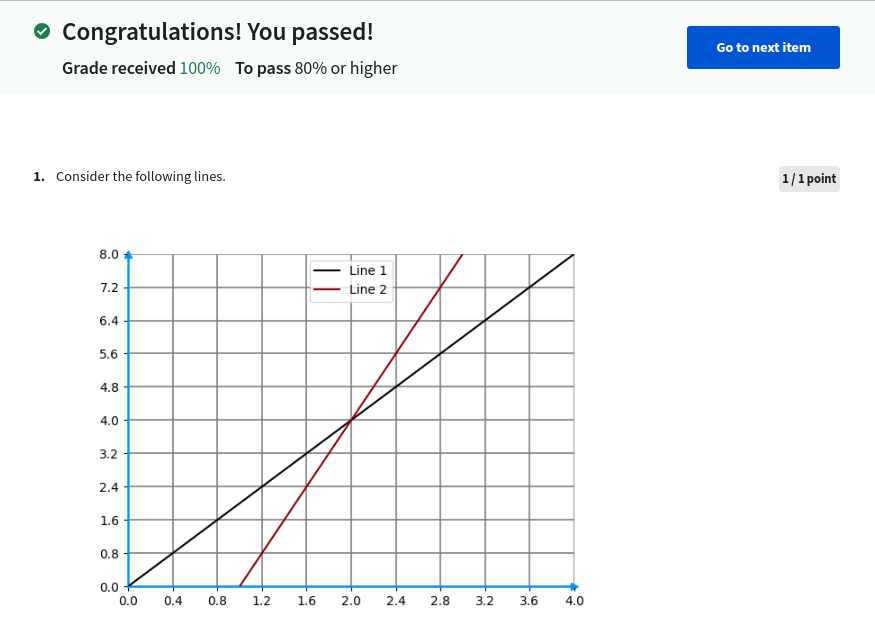 Congratulations! You passed!
Go to next item
Grade received 100% To pass 80% or higher
1. Consider the following lines.
1 / 1 point
8.0
Line 1
7.2
Line 2
6.4
5.6
4.8
4.0
3.2
2.4
1.6
0.8
0.0
0.0 0.4 0.8 1.2 1.6 2.0 2.4 2.8 3.2 3.6 4.0